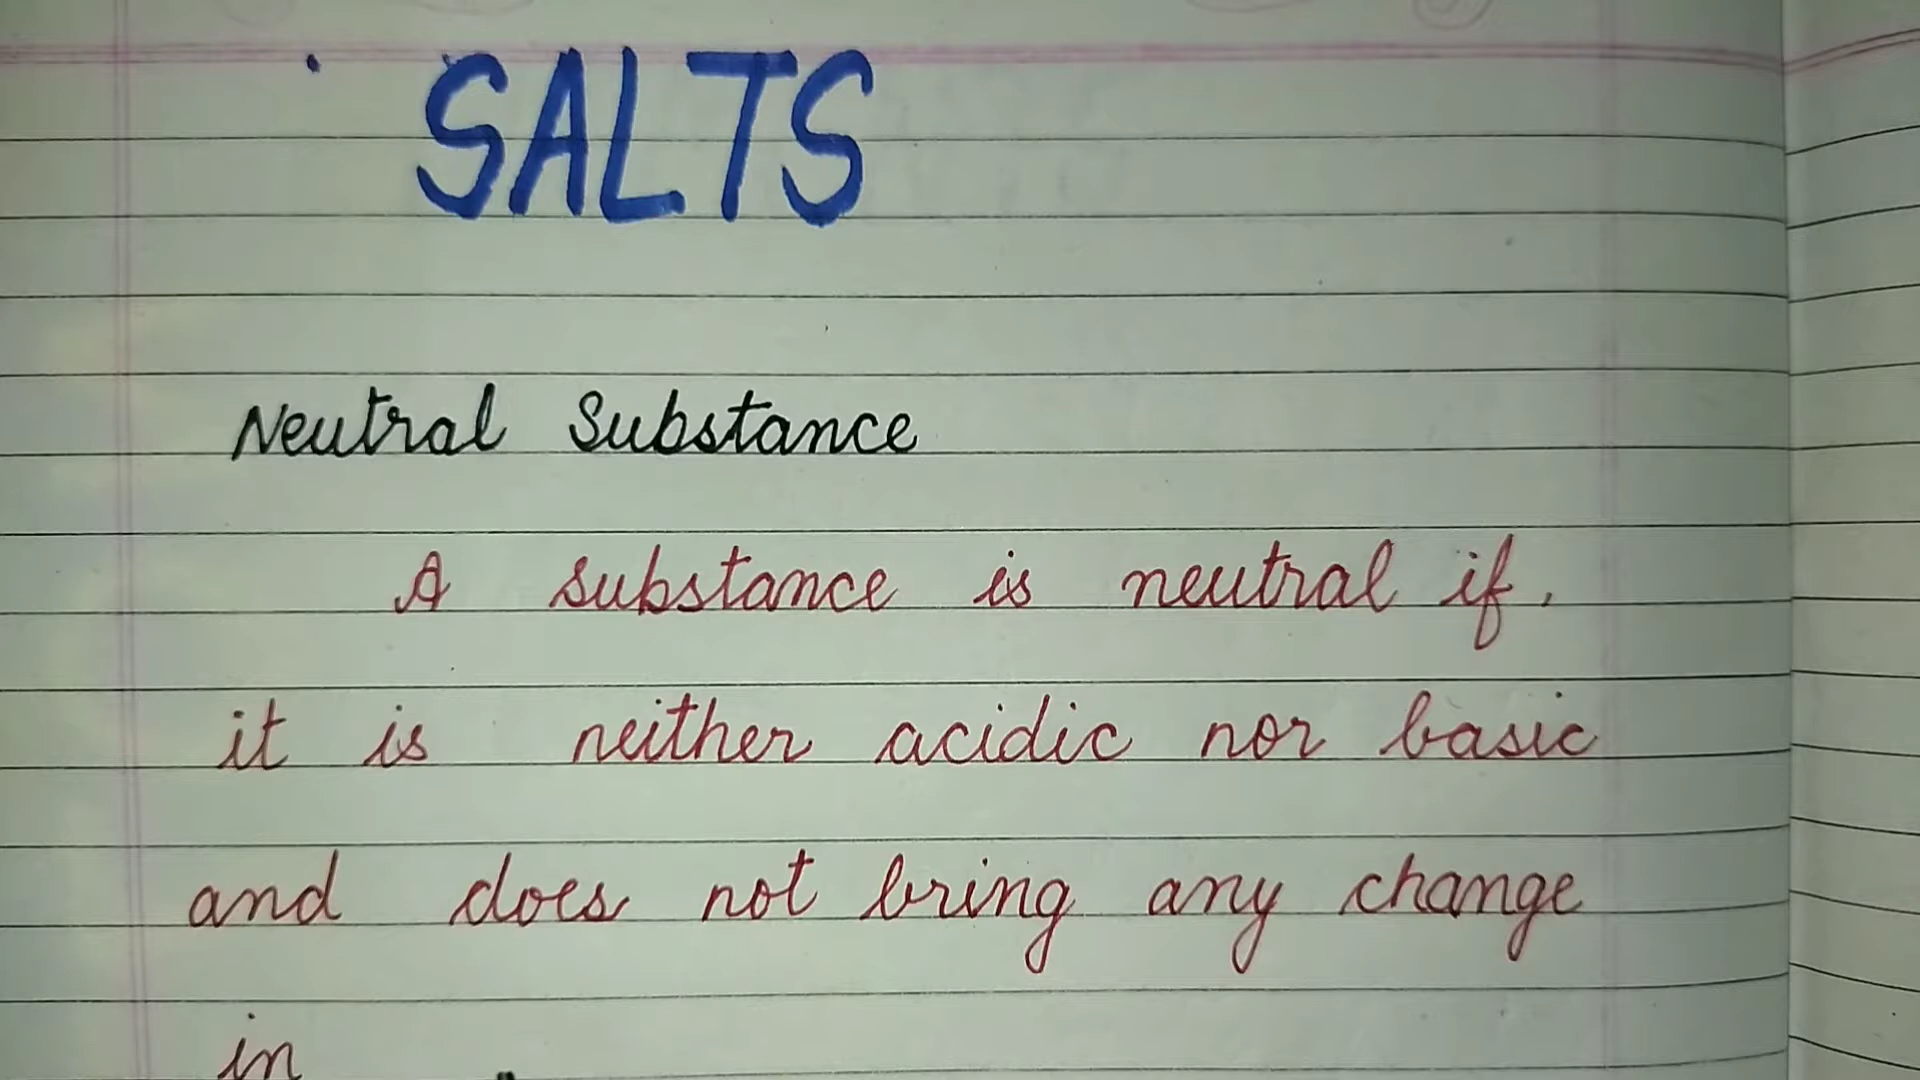 SALTS
Neutral Substance
A substance is neutral if.
it is neither acidic nor basic
and does not bring any change
in